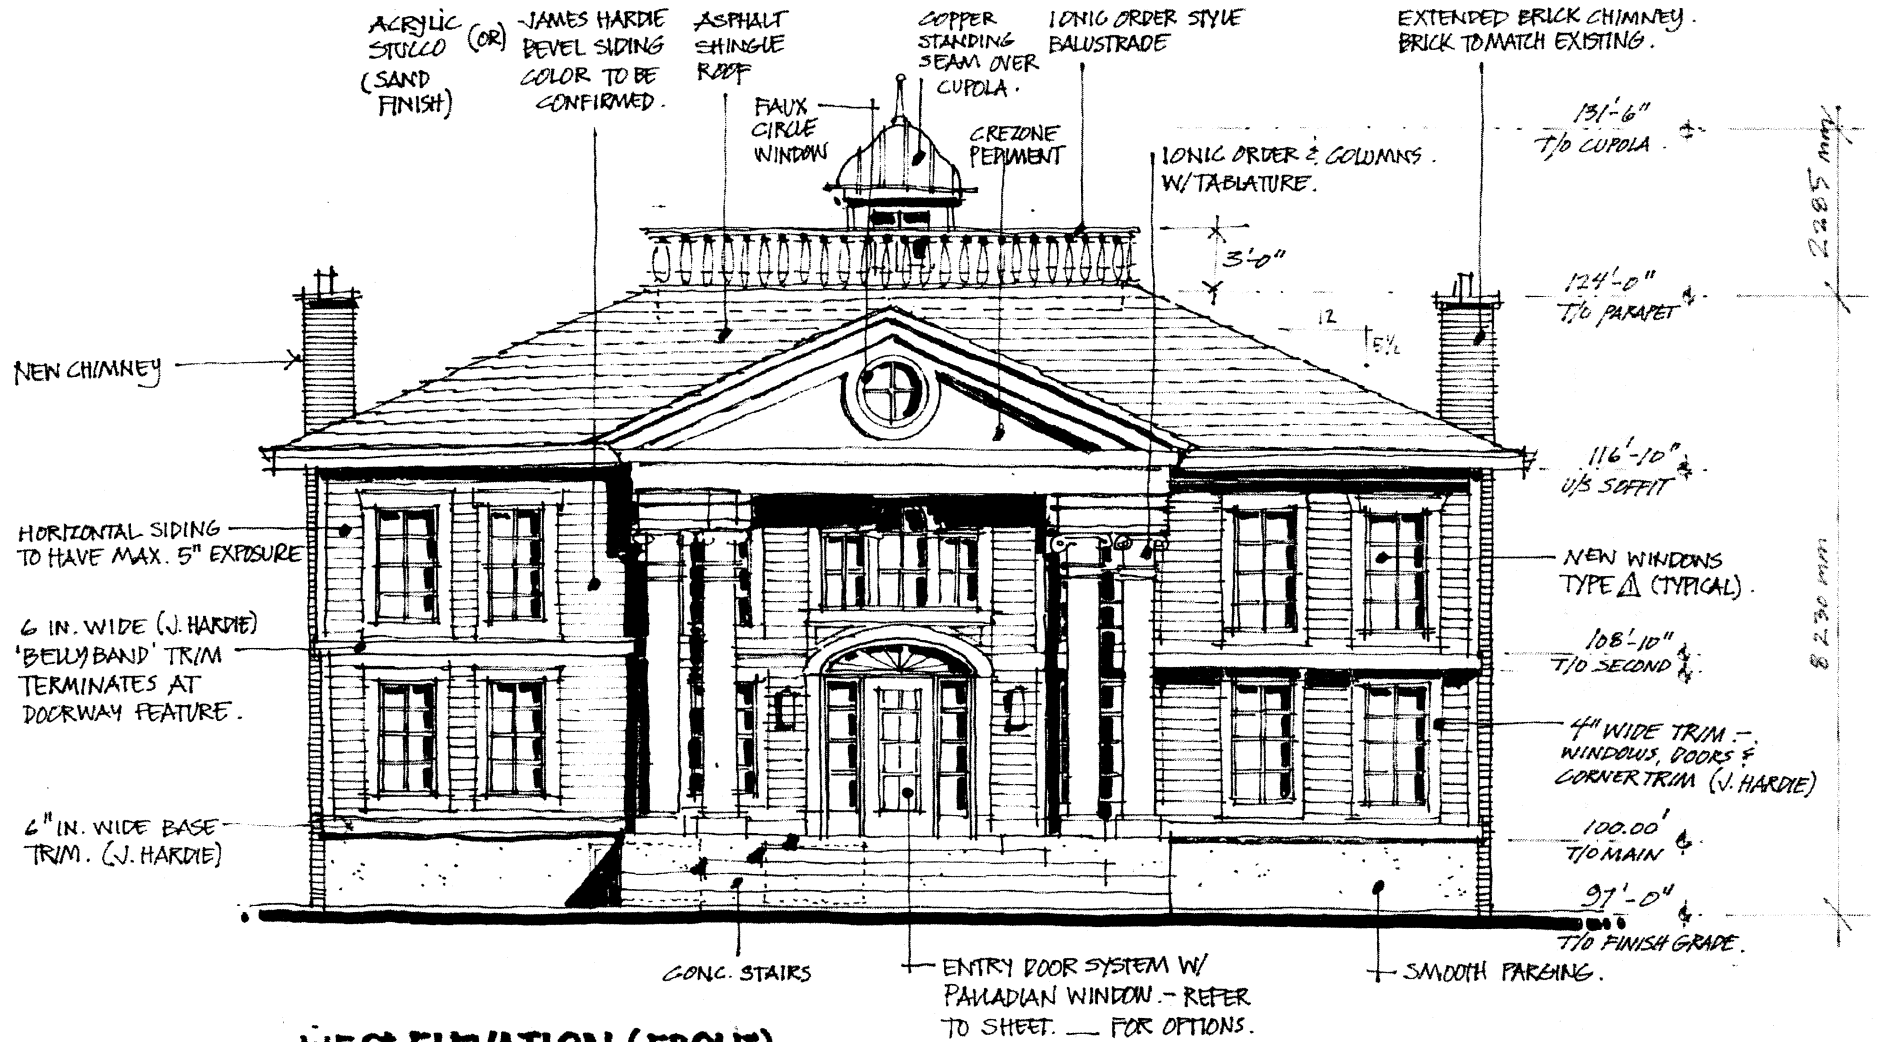 ACRYLIC
STUCCO (OR)
(SAND
FINISH)
JAMES HARDIE
BEVEL SIDING
COLOR TO BE
CONFIRMED.
ASPHALT
SHINGLE
ROOF
FAUX
CIRCLE
WINDOW
COPPER
STANDING
SEAM OVER
CUPOLA.
CREZONE
PEDIMENT
IONIC ORDER STYLE
BALUSTRADE
IONIC ORDER & COLUMNS.
W/TABLATURE.
EXTENDED BRICK CHIMNEY.
BRICK TO MATCH EXISTING.
131'-6"
T/O CUPOLA.
2285 mm
3'-0"
124'-0"
T/O PARAPET
12
5½
NEW CHIMNEY
116'-10"
U/S SOFFIT
HORIZONTAL SIDING
TO HAVE MAX. 5" EXPOSURE
NEW WINDOWS
TYPE 1 (TYPICAL).
8230 mm
6 IN. WIDE (J. HARDIE)
'BELLYBAND' TRIM
TERMINATES AT
DOORWAY FEATURE.
108'-10"
T/O SECOND
4" WIDE TRIM -
WINDOWS, DOORS &
CORNER TRIM (J. HARDIE)
6" IN. WIDE BASE
TRIM. (J. HARDIE)
100.00'
T/O MAIN
97'-0"
T/O FINISH GRADE.
CONC. STAIRS
ENTRY DOOR SYSTEM W/
PALLADIAN WINDOW. - REFER
TO SHEET. __ FOR OPTIONS.
SMOOTH PARGING.
WEST ELEVATION (FRONT)